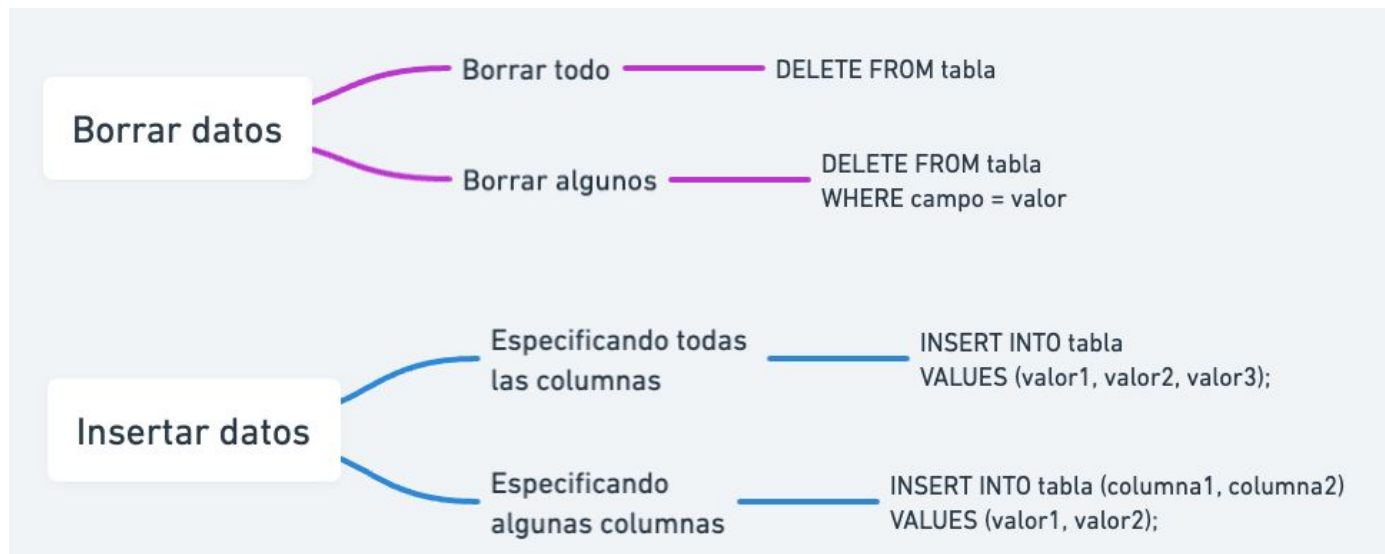 Borrar datos
Borrar todo
DELETE FROM tabla
Borrar algunos
DELETE FROM tabla
WHERE campo = valor
Insertar datos
Especificando todas
las columnas
INSERT INTO tabla
VALUES (valor1, valor2, valor3);
Especificando
algunas columnas
INSERT INTO tabla (columna1, columna2)
VALUES (valor1, valor2);